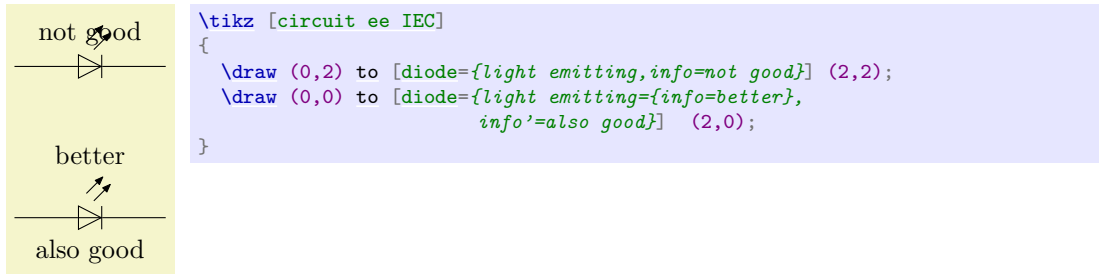 not good
better
also good
\tikz [circuit ee IEC]
{
  \draw (0,2) to [diode={light emitting,info=not good}] (2,2);
  \draw (0,0) to [diode={light emitting={info=better},
                         info'=also good}]  (2,0);
}